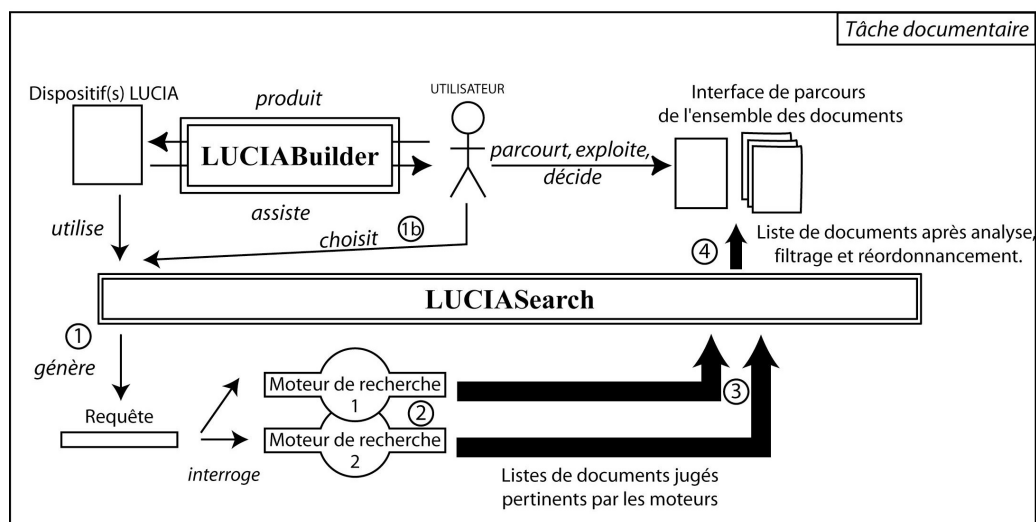 Tâche documentaire
Dispositif(s) LUCIA
produit
UTILISATEUR
Interface de parcours
de l'ensemble des documents
LUCIABuilder
parcourt, exploite,
décide
assiste
utilise
choisit
1b
4
Liste de documents après analyse,
filtrage et réordonnancement.
LUCIASearch
1
génère
Requête
interroge
Moteur de recherche
1
2
Moteur de recherche
2
3
Listes de documents jugés
pertinents par les moteurs